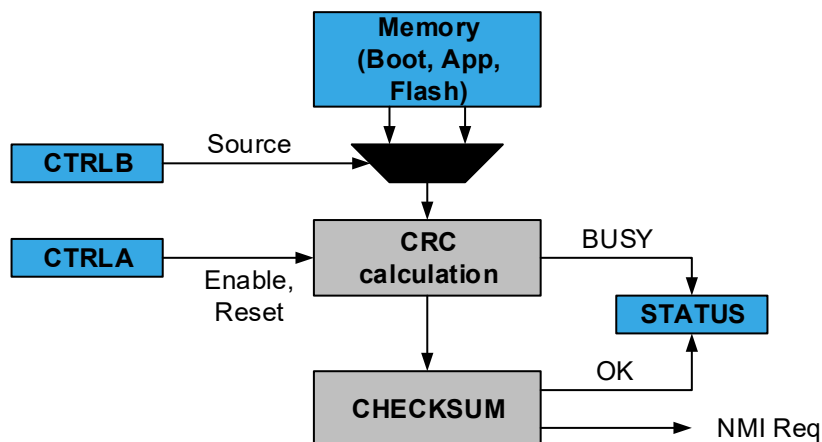 Memory
(Boot, App,
Flash)
CTRLB
Source
CTRLA
Enable,
Reset
CRC
calculation
BUSY
STATUS
OK
CHECKSUM
NMI Req